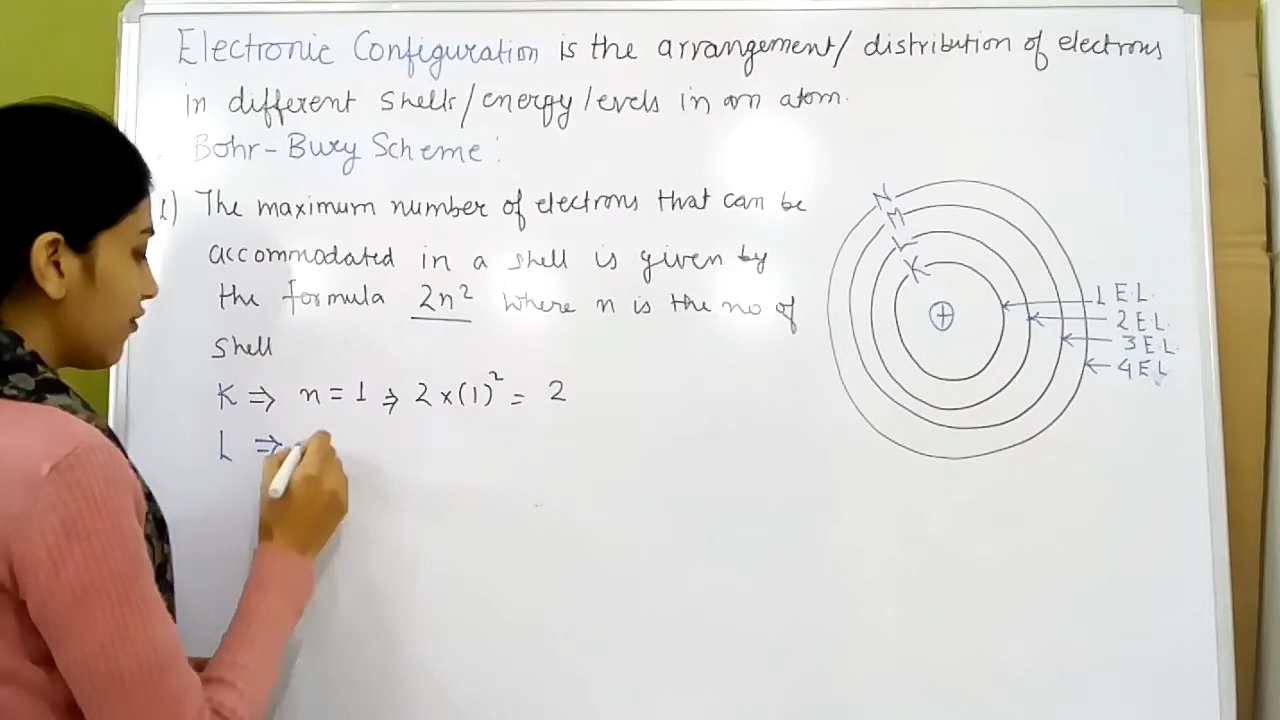 Electronic Configuration is the arrangement/ distribution of electrons
in different shells/energy/levels in an atom.
Bohr-Bury Scheme:
1) The maximum number of electrons that can be
accommodated in a shell is given by
the formula 2n² where n is the no of
shell
K ⇒ n = 1 ⇒ 2×(1)² = 2
L ⇒
N
M
L
K
+
1 E.L.
2 E.L.
3 E.L.
4 E.L